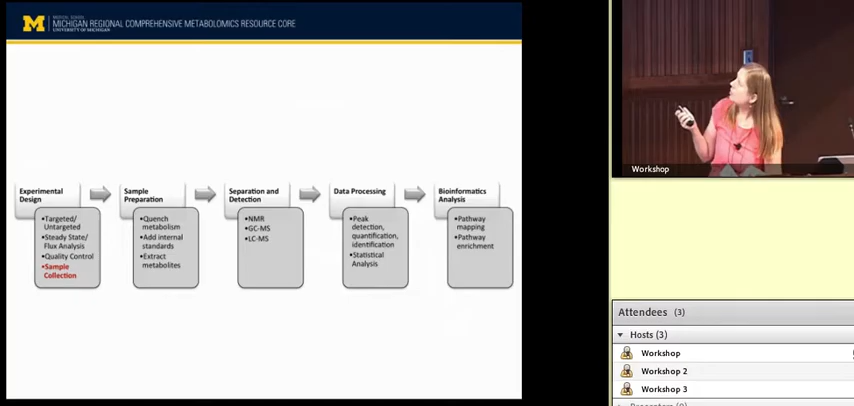 M
MEDICAL SCHOOL
MICHIGAN REGIONAL COMPREHENSIVE METABOLOMICS RESOURCE CORE
UNIVERSITY OF MICHIGAN
Experimental
Design
•Targeted/
Untargeted
•Steady State/
Flux Analysis
•Quality Control
•Sample
Collection
Sample
Preparation
•Quench
metabolism
•Add internal
standards
•Extract
metabolites
Separation and
Detection
•NMR
•GC-MS
•LC-MS
Data Processing
•Peak
detection,
quantification,
identification
•Statistical
Analysis
Bioinformatics
Analysis
•Pathway
mapping
•Pathway
enrichment
Workshop
Attendees (3)
Hosts (3)
Workshop
Workshop 2
Workshop 3